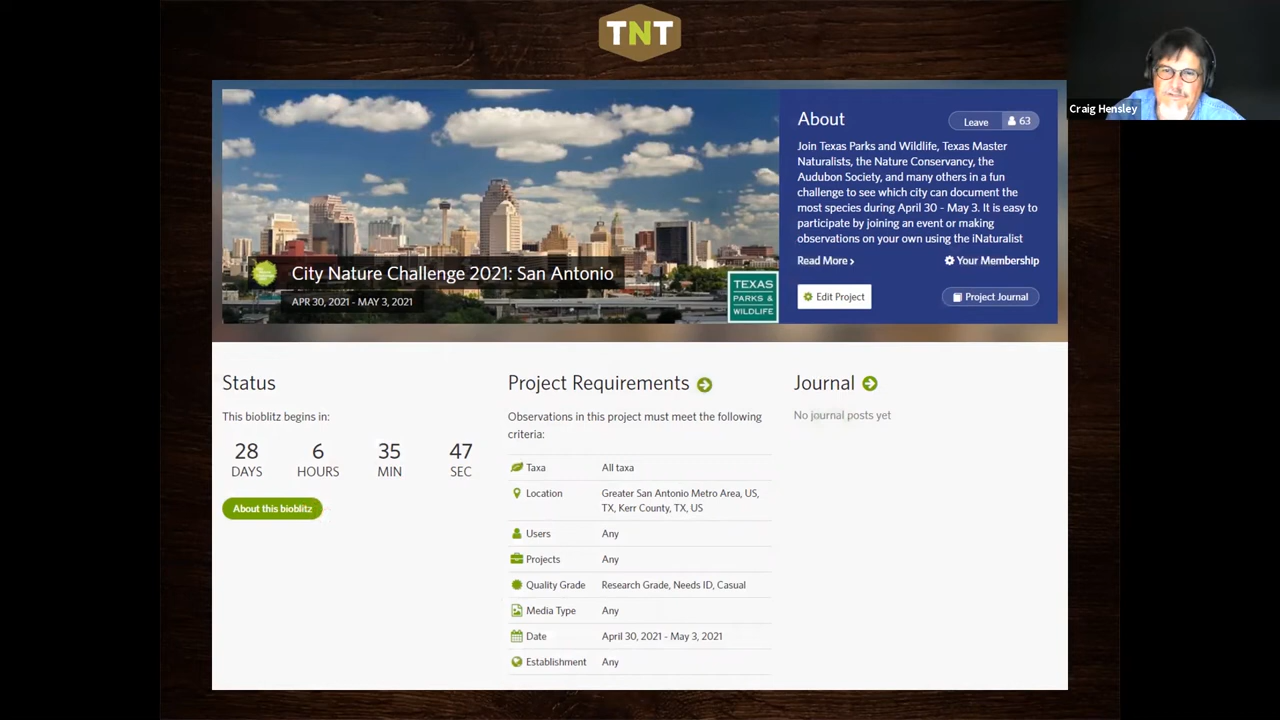 TNT
Craig Hensley
About
Leave 63
Join Texas Parks and Wildlife, Texas Master
Naturalists, the Nature Conservancy, the
Audubon Society, and many others in a fun
challenge to see which city can document the
most species during April 30 - May 3. It is easy to
participate by joining an event or making
observations on your own using the iNaturalist
Read More
Your Membership
Edit Project
Project Journal
City Nature Challenge 2021: San Antonio
APR 30, 2021 - MAY 3, 2021
TEXAS
PARKS &
WILDLIFE
Status
This bioblitz begins in:
28 6 35 47
DAYS HOURS MIN SEC
About this bioblitz
Project Requirements
Observations in this project must meet the following
criteria:
Taxa All taxa
Location Greater San Antonio Metro Area, US,
TX, Kerr County, TX, US
Users Any
Projects Any
Quality Grade Research Grade, Needs ID, Casual
Media Type Any
Date April 30, 2021 - May 3, 2021
Establishment Any
Journal
No journal posts yet